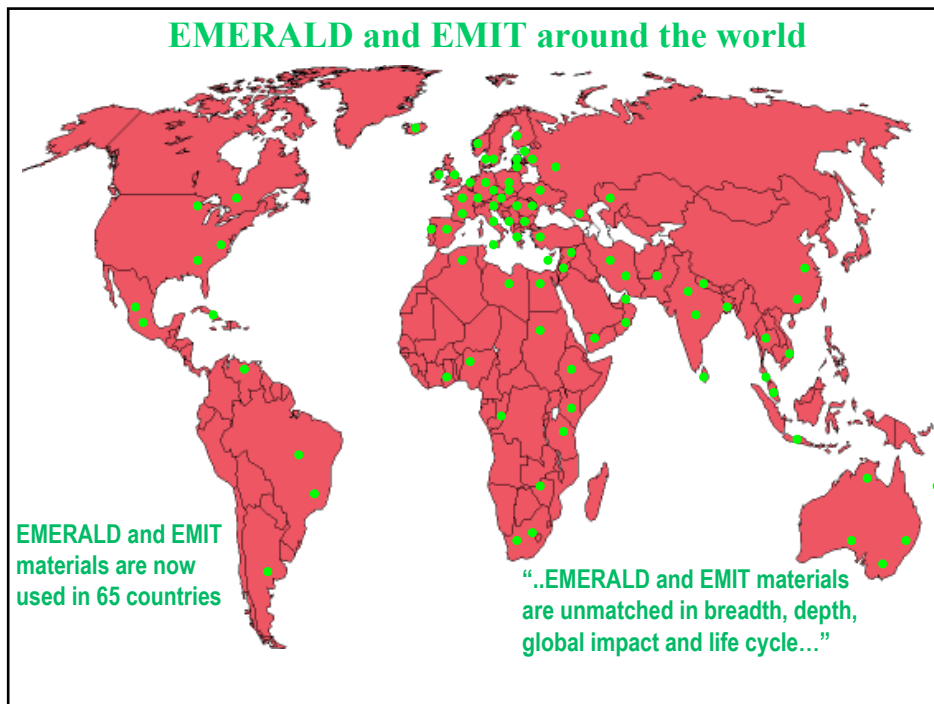 EMERALD and EMIT around the world
EMERALD and EMIT
materials are now
used in 65 countries
“..EMERALD and EMIT materials
are unmatched in breadth, depth,
global impact and life cycle…”